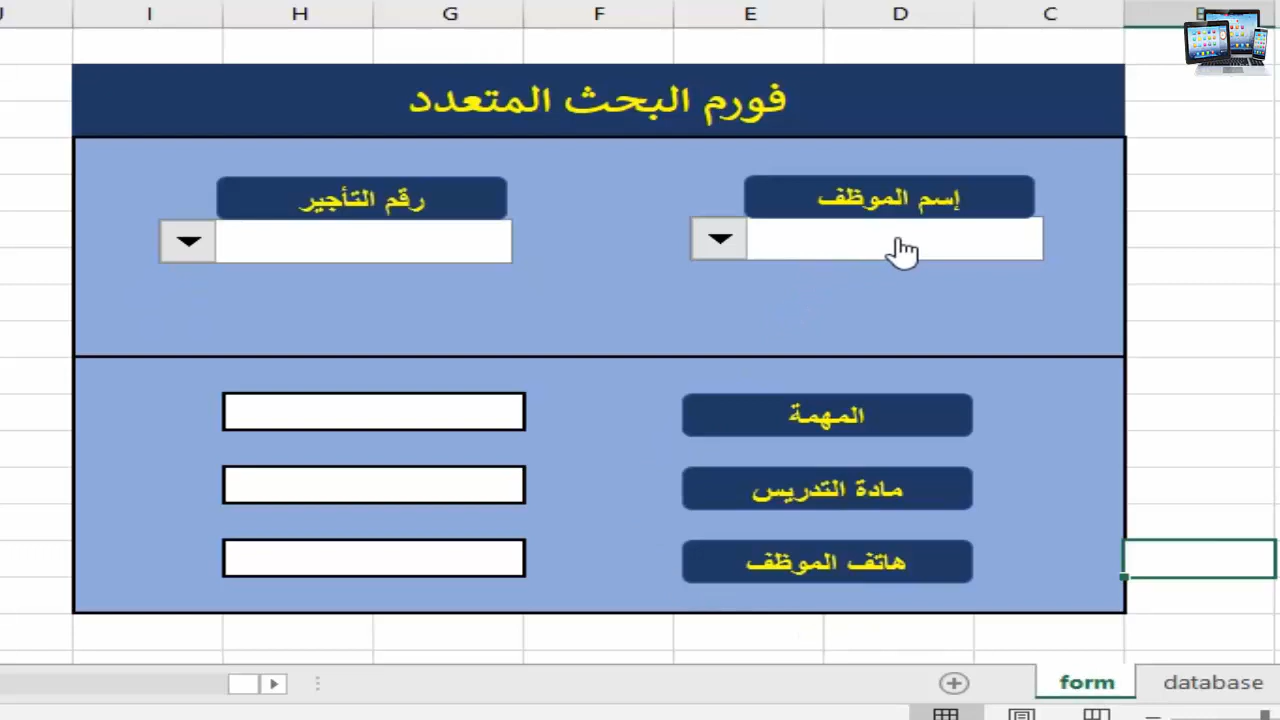 B C D E F G H I J
فورم البحث المتعدد
إسم الموظف
رقم التأجير
المهمة
مادة التدريس
هاتف الموظف
form database